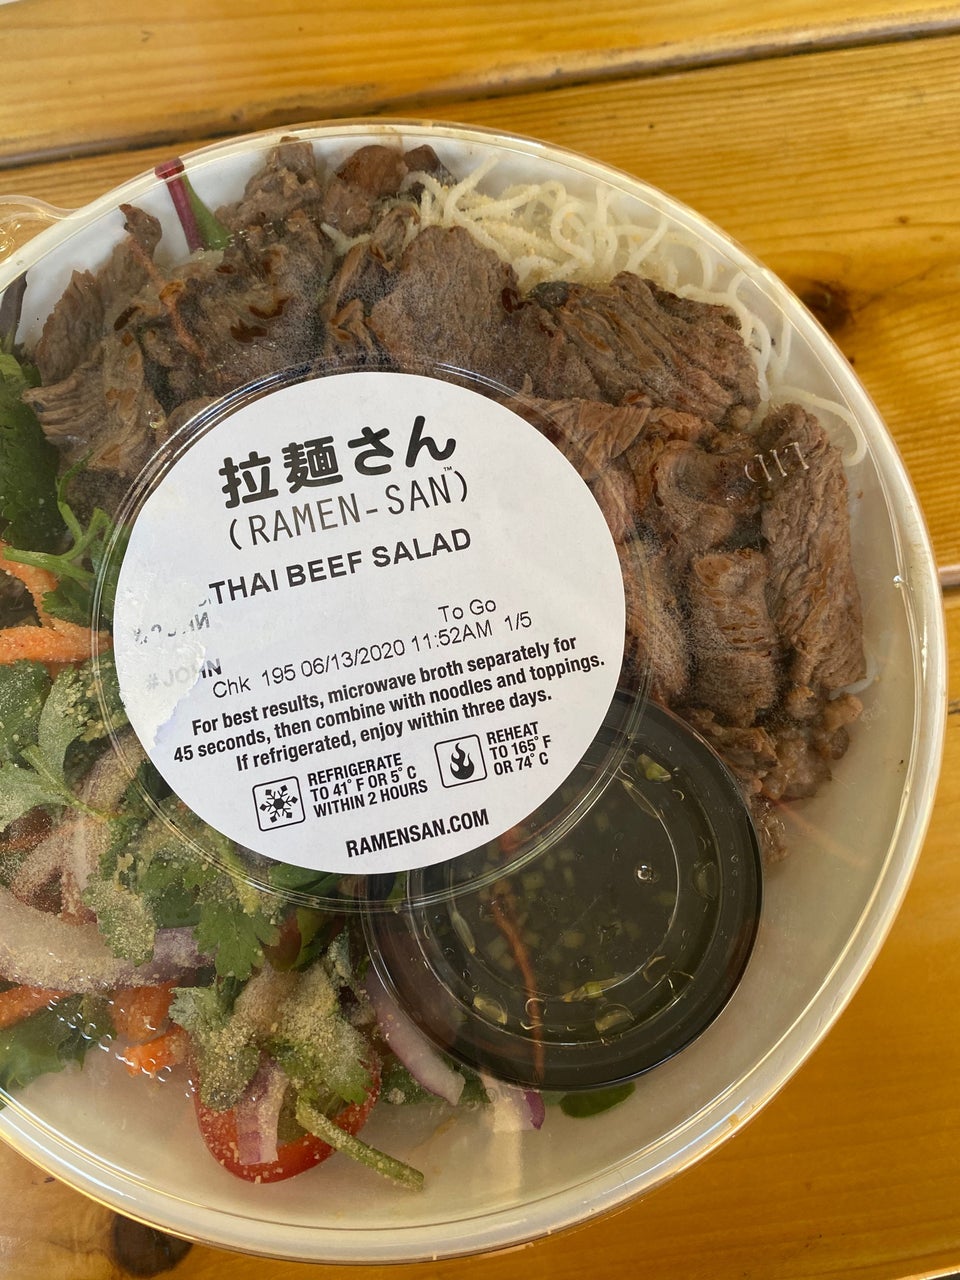 拉麺さん
(RAMEN-SAN)™
THAI BEEF SALAD
To Go
#JOHN
Chk 195 06/13/2020 11:52AM 1/5
For best results, microwave broth separately for
45 seconds, then combine with noodles and toppings.
If refrigerated, enjoy within three days.
REFRIGERATE
TO 41° F OR 5° C
WITHIN 2 HOURS
REHEAT
TO 165° F
OR 74° C
RAMENSAN.COM